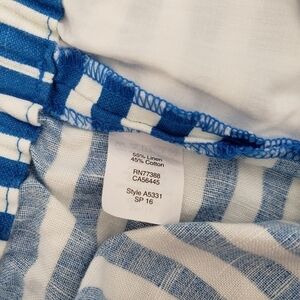 55% Linen
45% Cotton
RN77388
CA56445
Style A5331
SP 16